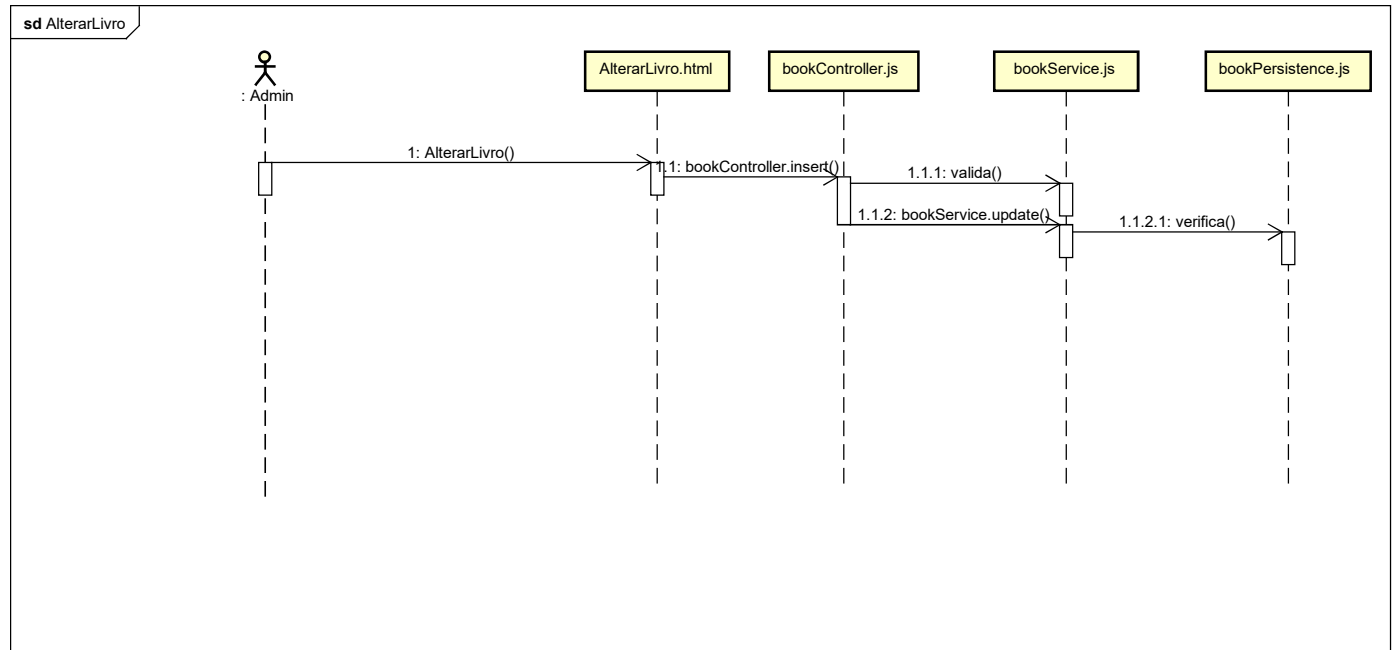 sd AlterarLivro
: Admin
AlterarLivro.html
bookController.js
bookService.js
bookPersistence.js
1: AlterarLivro()
1.1: bookController.insert()
1.1.1: valida()
1.1.2: bookService.update()
1.1.2.1: verifica()